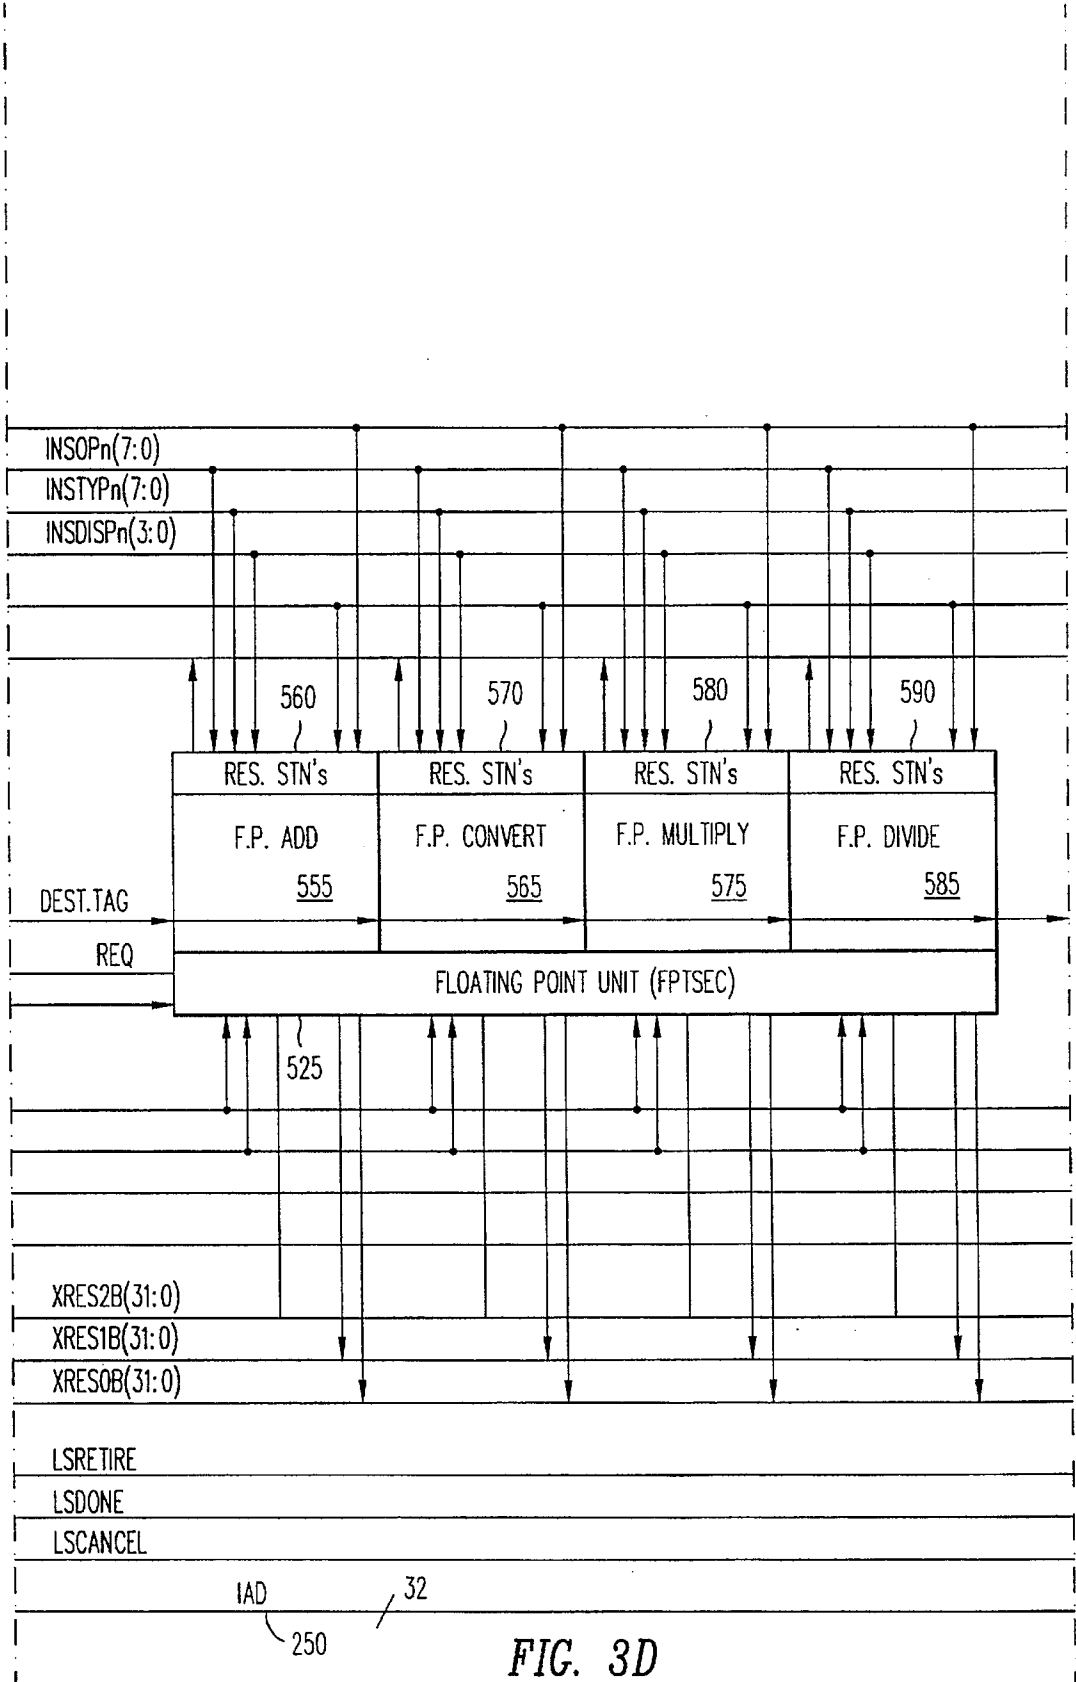 INSOPn(7:0)
INSTYPn(7:0)
INSDISPn(3:0)
560 570 580 590
RES. STN's RES. STN's RES. STN's RES. STN's
F.P. ADD F.P. CONVERT F.P. MULTIPLY F.P. DIVIDE
555 565 575 585
DEST.TAG
REQ
FLOATING POINT UNIT (FPTSEC)
525
XRES2B(31:0)
XRES1B(31:0)
XRES0B(31:0)
LSRETIRE
LSDONE
LSCANCEL
IAD 32
250
FIG. 3D